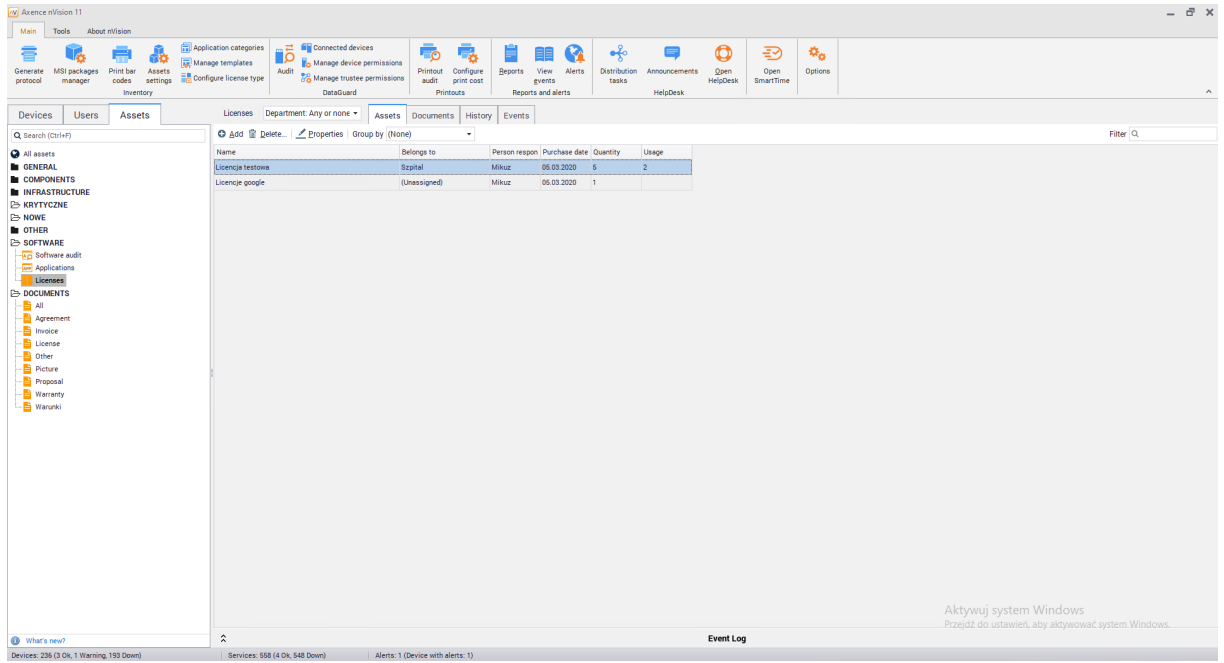 Axence nVision 11
Main Tools About nVision
Generate protocol
MSI packages manager
Print bar codes
Assets settings
Application categories
Manage templates
Configure license type
Inventory
Audit
Connected devices
Manage device permissions
Manage trustee permissions
DataGuard
Printout audit
Configure print cost
Printouts
Reports
View events
Alerts
Reports and alerts
Distribution tasks
Announcements
Open HelpDesk
HelpDesk
Open SmartTime
Options
Devices Users Assets
Search (Ctrl+F)
All assets
GENERAL
COMPONENTS
INFRASTRUCTURE
KRYTYCZNE
NOWE
OTHER
SOFTWARE
Software audit
Applications
Licenses
DOCUMENTS
All
Agreement
Invoice
License
Other
Picture
Proposal
Warranty
Warunki
What's new?
Licenses Department: Any or none Assets Documents History Events
Add Delete... Properties Group by (None) Filter
Name Belongs to Person respon Purchase date Quantity Usage
Licencja testowa Szpital Mikuz 05.03.2020 5 2
Licencje google (Unassigned) Mikuz 05.03.2020 1
Aktywuj system Windows
Przejdź do ustawień, aby aktywować system Windows.
Event Log
Devices: 236 (3 Ok, 1 Warning, 193 Down) Services: 558 (4 Ok, 548 Down) Alerts: 1 (Device with alerts: 1)